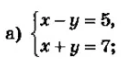 а) { x - y = 5,
x + y = 7;